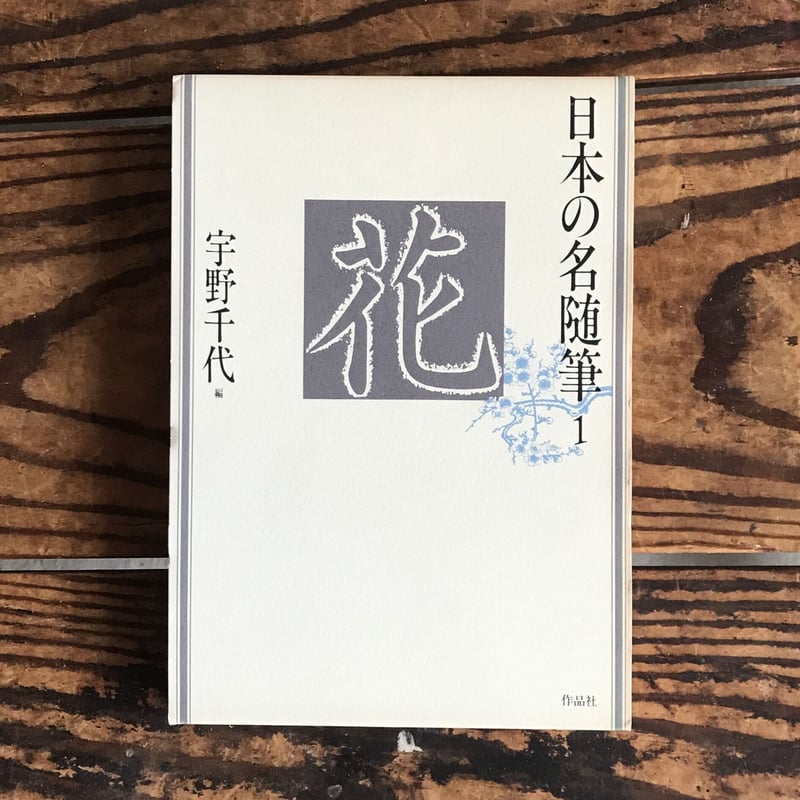 日本の名随筆1
花
宇野千代 編
作品社